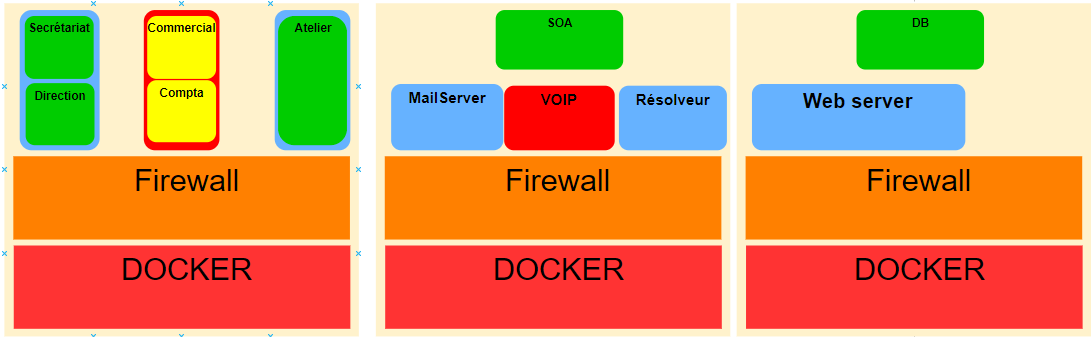 Secrétariat
Direction
Commercial
Compta
Atelier
Firewall
DOCKER
SOA
MailServer
VOIP
Résolveur
Firewall
DOCKER
DB
Web server
Firewall
DOCKER